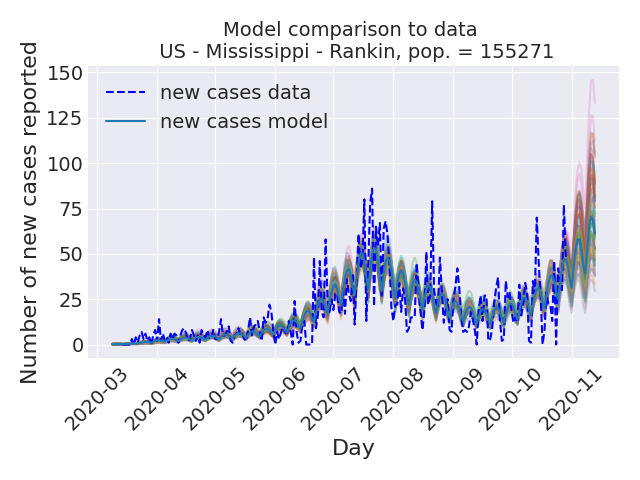 Model comparison to data
US - Mississippi - Rankin, pop. = 155271
Number of new cases reported
150
125
100
75
50
25
0
new cases data
new cases model
2020-03
2020-04
2020-05
2020-06
2020-07
2020-08
2020-09
2020-10
2020-11
Day